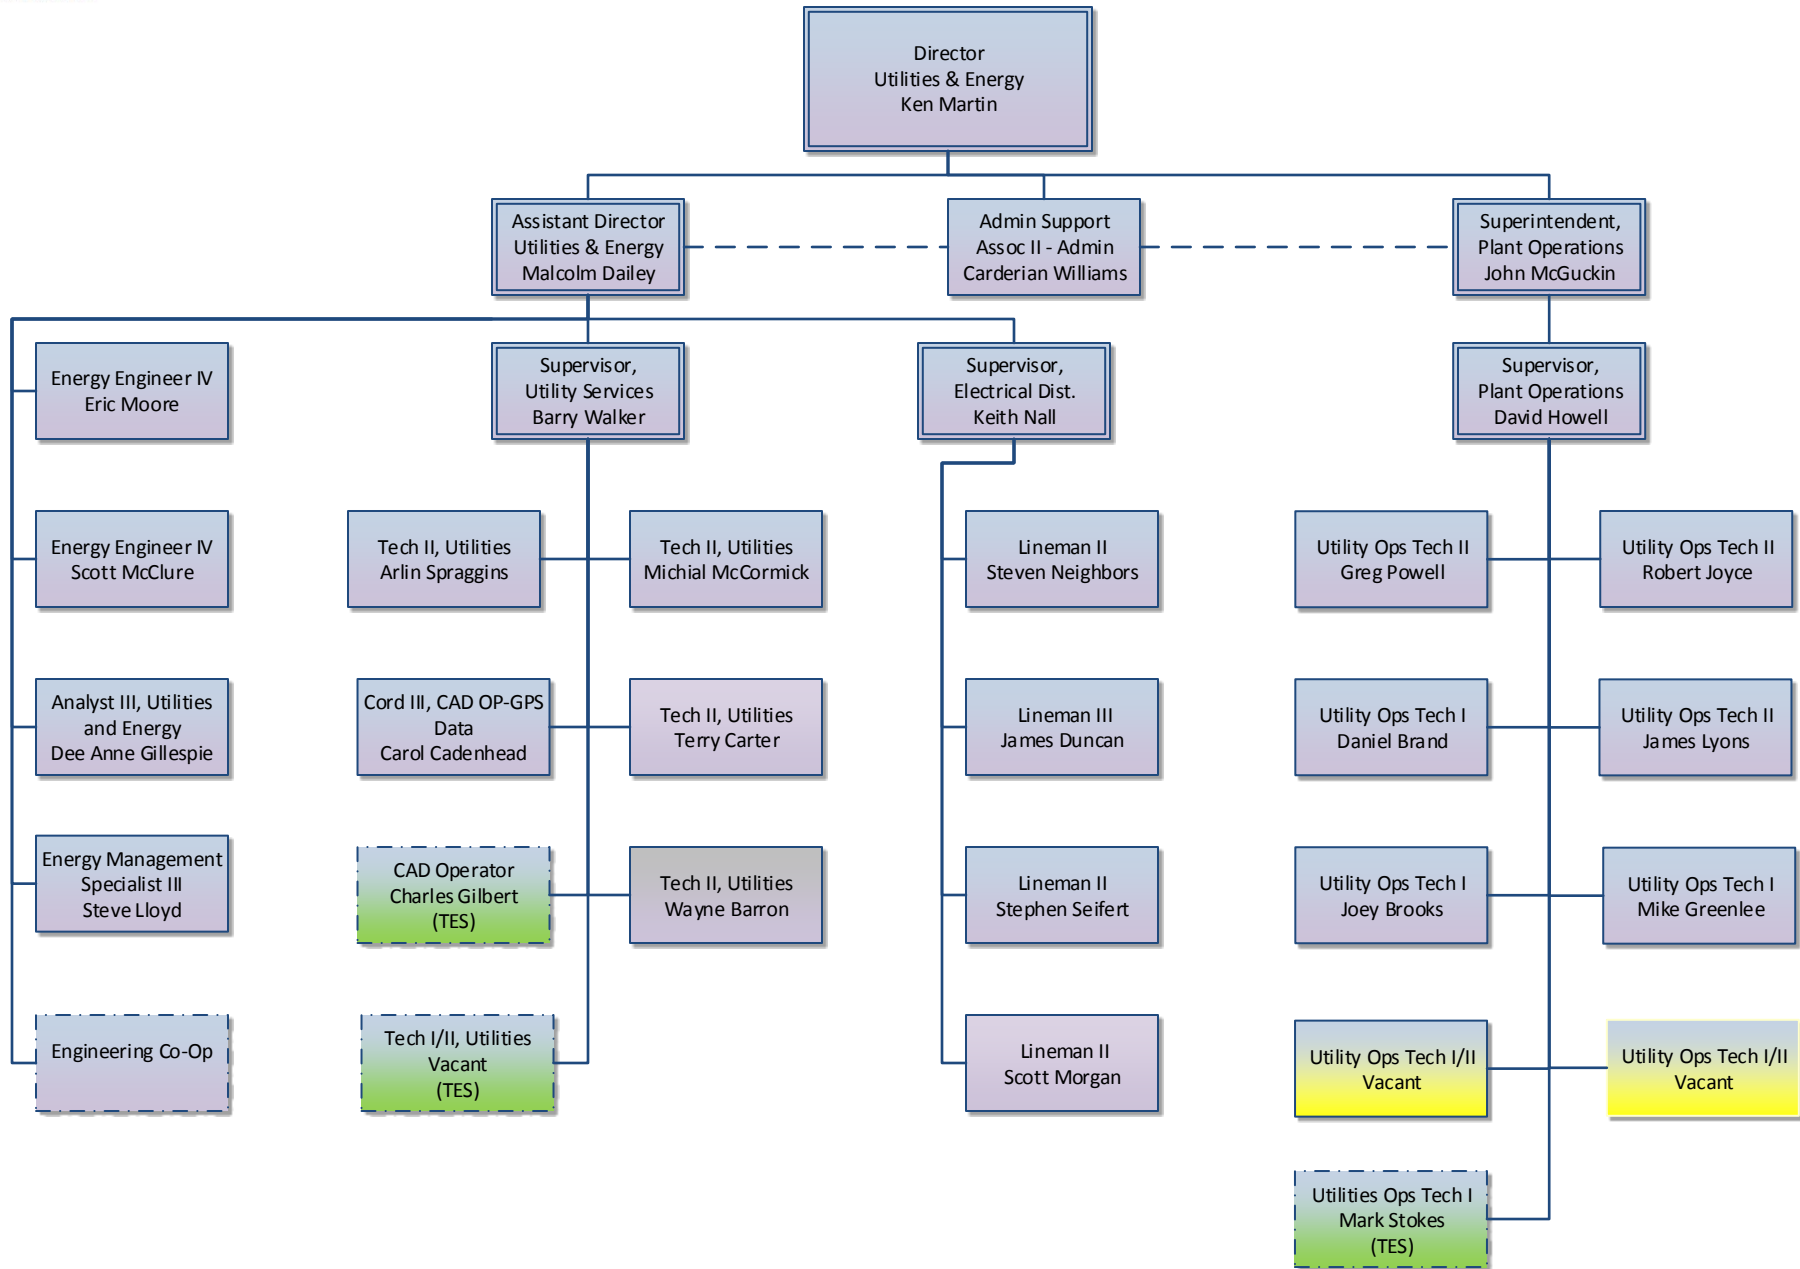 Director
Utilities & Energy
Ken Martin
Assistant Director
Utilities & Energy
Malcolm Dailey
Admin Support
Assoc II - Admin
Carderian Williams
Superintendent,
Plant Operations
John McGuckin
Energy Engineer IV
Eric Moore
Supervisor,
Utility Services
Barry Walker
Supervisor,
Electrical Dist.
Keith Nall
Supervisor,
Plant Operations
David Howell
Energy Engineer IV
Scott McClure
Tech II, Utilities
Arlin Spraggins
Tech II, Utilities
Michial McCormick
Lineman II
Steven Neighbors
Utility Ops Tech II
Greg Powell
Utility Ops Tech II
Robert Joyce
Analyst III, Utilities
and Energy
Dee Anne Gillespie
Cord III, CAD OP-GPS
Data
Carol Cadenhead
Tech II, Utilities
Terry Carter
Lineman III
James Duncan
Utility Ops Tech I
Daniel Brand
Utility Ops Tech II
James Lyons
Energy Management
Specialist III
Steve Lloyd
CAD Operator
Charles Gilbert
(TES)
Tech II, Utilities
Wayne Barron
Lineman II
Stephen Seifert
Utility Ops Tech I
Joey Brooks
Utility Ops Tech I
Mike Greenlee
Engineering Co-Op
Tech I/II, Utilities
Vacant
(TES)
Lineman II
Scott Morgan
Utility Ops Tech I/II
Vacant
Utility Ops Tech I/II
Vacant
Utilities Ops Tech I
Mark Stokes
(TES)